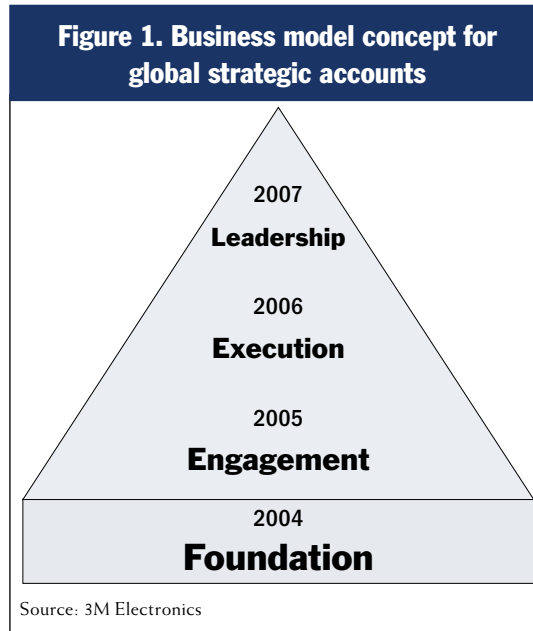 Figure 1. Business model concept for
global strategic accounts
2007
Leadership
2006
Execution
2005
Engagement
2004
Foundation
Source: 3M Electronics